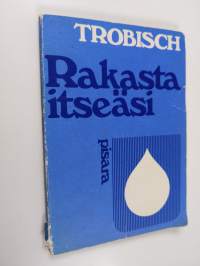 TROBISCH
Rakasta
itseäsi
pisara